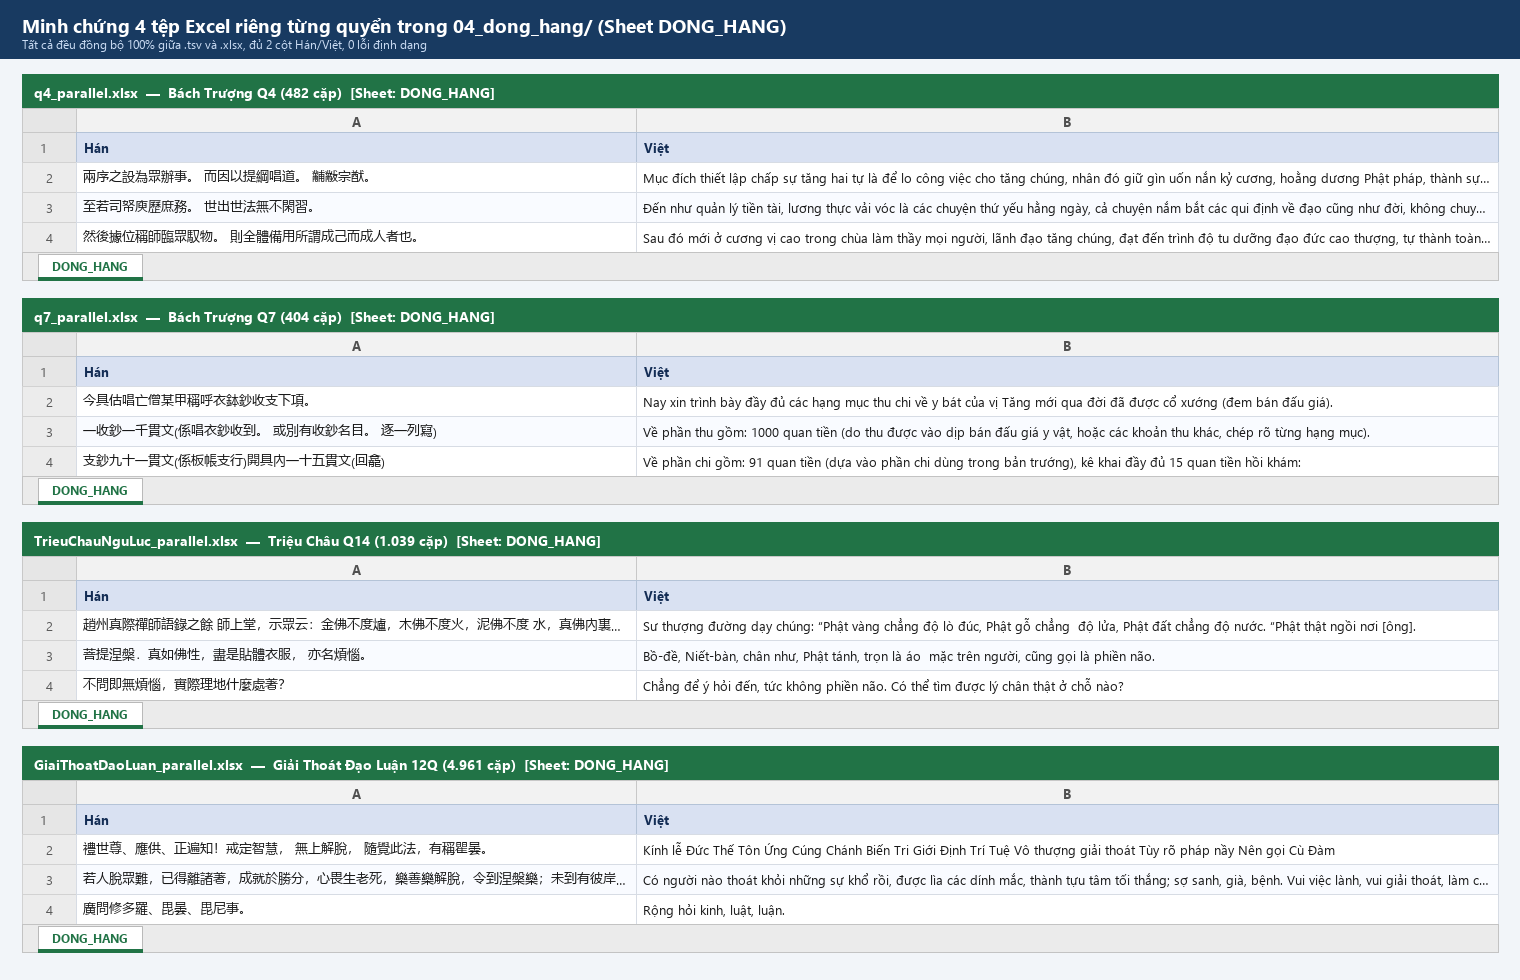 Minh chứng 4 tệp Excel riêng từng quyển trong 04_dong_hang/ (Sheet DONG_HANG)
Tất cả đều đồng bộ 100% giữa .tsv và .xlsx, đủ 2 cột Hán/Việt, 0 lỗi định dạng
q4_parallel.xlsx — Bách Trượng Q4 (482 cặp) [Sheet: DONG_HANG]
A B
1 Hán Việt
2 兩序之設為眾辦事。 而因以提綱唱道。 黼黻宗猷。 Mục đích thiết lập chấp sự tăng hai tự là để lo công việc cho tăng chúng, nhân đó giữ gìn uốn nắn kỷ cương, hoằng dương Phật pháp, thành sự...
3 至若司帑庾歷庶務。 世出世法無不閑習。 Đến như quản lý tiền tài, lương thực vải vóc là các chuyện thứ yếu hằng ngày, cả chuyện nắm bắt các qui định về đạo cũng như đời, không chuy...
4 然後據位稱師臨眾馭物。 則全體備用所謂成己而成人者也。 Sau đó mới ở cương vị cao trong chùa làm thầy mọi người, lãnh đạo tăng chúng, đạt đến trình độ tu dưỡng đạo đức cao thượng, tự thành toàn...
DONG_HANG
q7_parallel.xlsx — Bách Trượng Q7 (404 cặp) [Sheet: DONG_HANG]
A B
1 Hán Việt
2 今具估唱亡僧某甲稱呼衣鉢鈔收支下項。 Nay xin trình bày đầy đủ các hạng mục thu chi về y bát của vị Tăng mới qua đời đã được cổ xướng (đem bán đấu giá).
3 一收鈔一千貫文(係唱衣鈔收到。 或別有收鈔名目。 逐一列寫) Về phần thu gồm: 1000 quan tiền (do thu được vào dịp bán đấu giá y vật, hoặc các khoản thu khác, chép rõ từng hạng mục).
4 支鈔九十一貫文(係板帳支行)開具內一十五貫文(回龕) Về phần chi gồm: 91 quan tiền (dựa vào phần chi dùng trong bản trướng), kê khai đầy đủ 15 quan tiền hồi khám:
DONG_HANG
TrieuChauNguLuc_parallel.xlsx — Triệu Châu Q14 (1.039 cặp) [Sheet: DONG_HANG]
A B
1 Hán Việt
2 趙州真際禪師語錄之餘 師上堂，示眾云：金佛不度爐，木佛不度火，泥佛不度 水，真佛內裏... Sư thượng đường dạy chúng: “Phật vàng chẳng độ lò đúc, Phật gỗ chẳng  độ lửa, Phật đất chẳng độ nước. “Phật thật ngồi nơi [ông].
3 菩提涅槃．真如佛性，盡是貼體衣服， 亦名煩惱。 Bồ-đề, Niết-bàn, chân như, Phật tánh, trọn là áo  mặc trên người, cũng gọi là phiền não.
4 不問即無煩惱，實際理地什麼處著？ Chẳng để ý hỏi đến, tức không phiền não. Có thể tìm được lý chân thật ở chỗ nào?
DONG_HANG
GiaiThoatDaoLuan_parallel.xlsx — Giải Thoát Đạo Luận 12Q (4.961 cặp) [Sheet: DONG_HANG]
A B
1 Hán Việt
2 禮世尊、應供、正遍知！戒定智慧， 無上解脫， 隨覺此法，有稱瞿曇。 Kính lễ Đức Thế Tôn Ứng Cúng Chánh Biến Tri Giới Định Trí Tuệ Vô thượng giải thoát Tùy rõ pháp nầy Nên gọi Cù Đàm
3 若人脫眾難，已得離諸著，成就於勝分，心畏生老死，樂善樂解脫，令到涅槃樂；未到有彼岸... Có người nào thoát khỏi những sự khổ rồi, được lìa các dính mắc, thành tựu tâm tối thắng; sợ sanh, già, bệnh. Vui việc lành, vui giải thoát, làm c...
4 廣問修多羅、毘曇、毘尼事。 Rộng hỏi kinh, luật, luận.
DONG_HANG